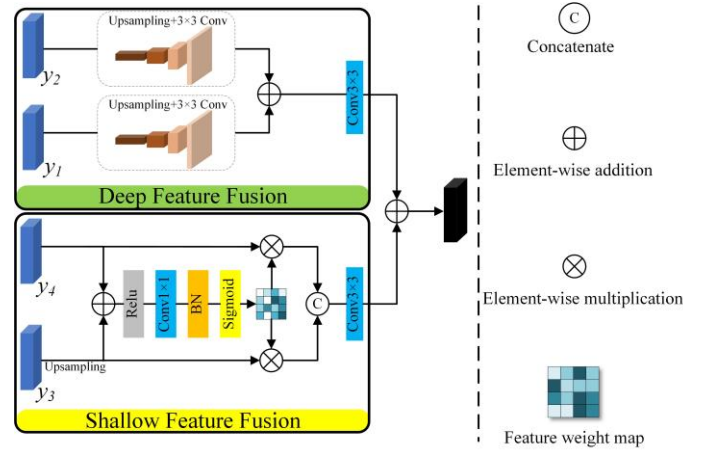 Upsampling+3×3 Conv
y2
Upsampling+3×3 Conv
y1
Conv3×3
Deep Feature Fusion
y4
Relu
Conv1×1
BN
Sigmoid
C
Conv3×3
Upsampling
y3
Shallow Feature Fusion
C
Concatenate
Element-wise addition
Element-wise multiplication
Feature weight map